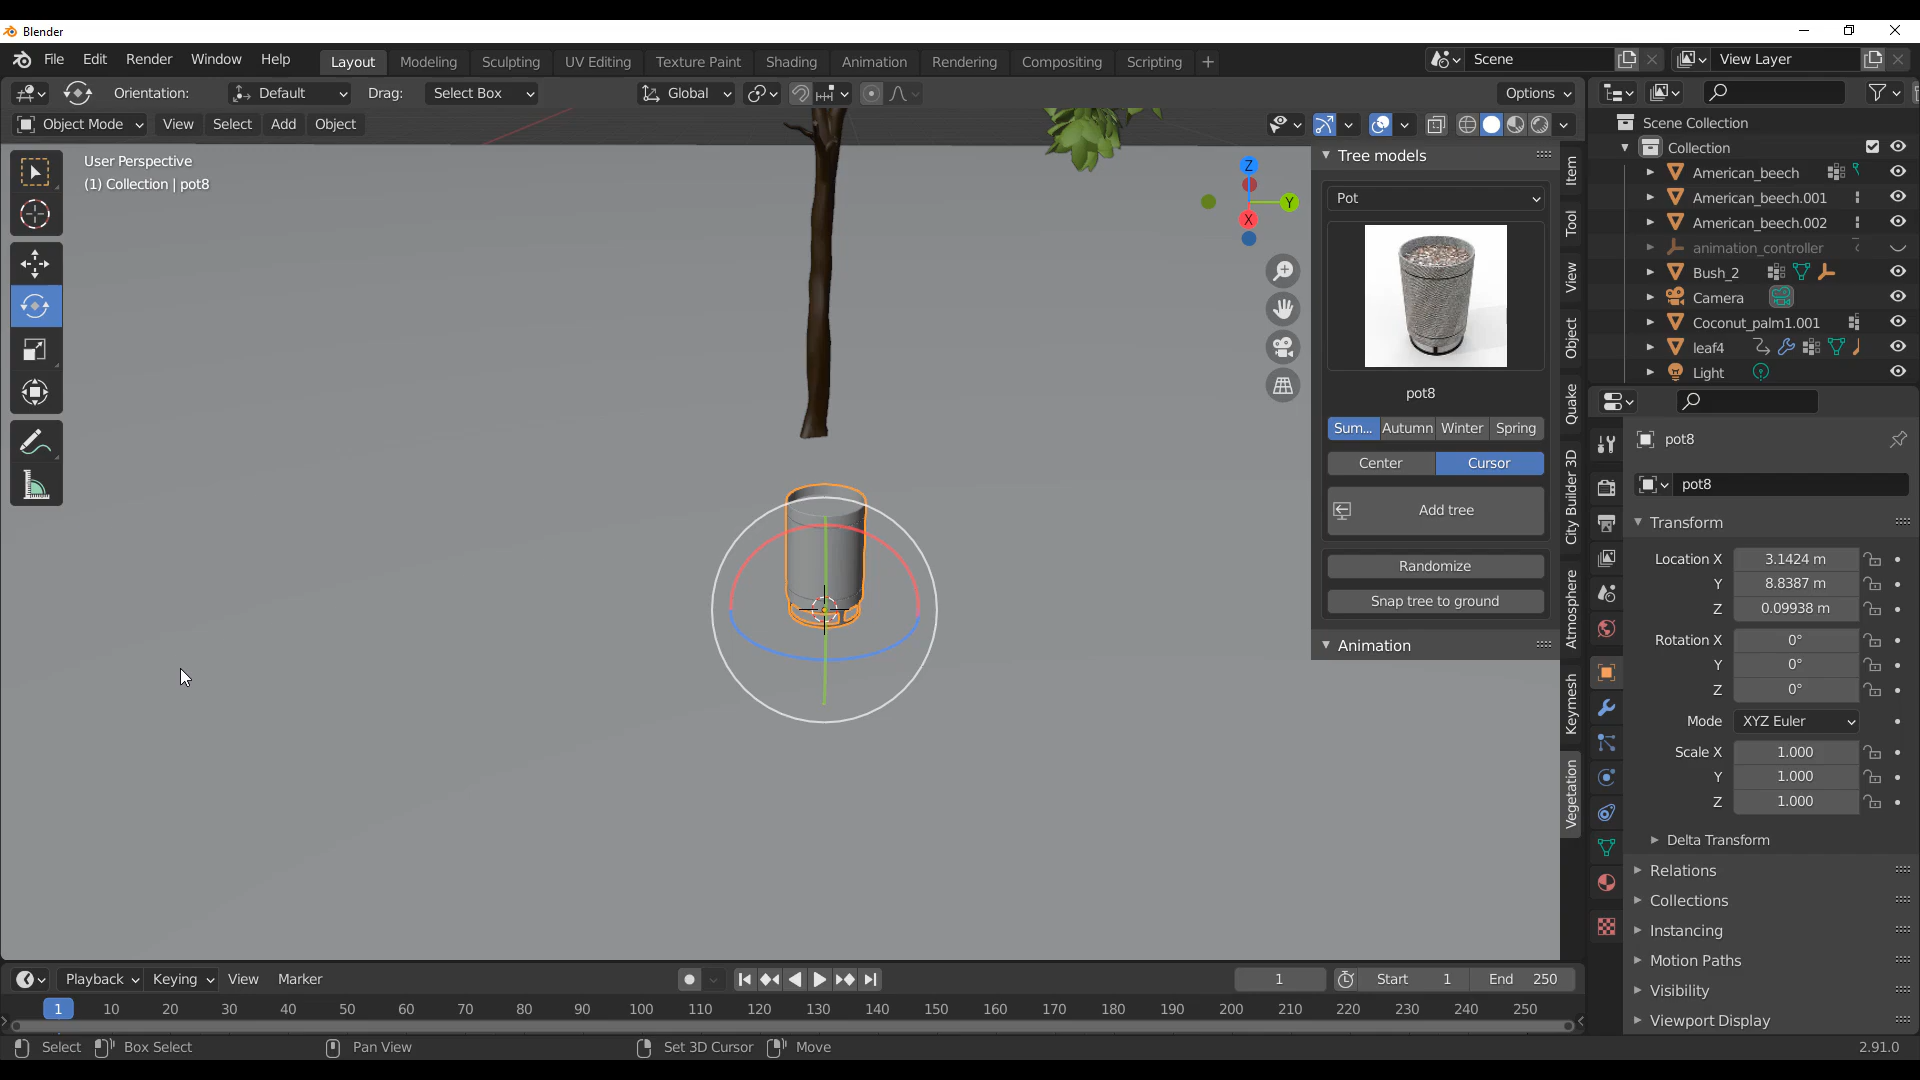 Blender
File Edit Render Window Help Layout Modeling Sculpting UV Editing Texture Paint Shading Animation Rendering Compositing Scripting + Scene View Layer
Orientation: Default Drag: Select Box Global Options
Object Mode View Select Add Object
User Perspective
(1) Collection | pot8
Z
Y
X
Tree models
Pot
pot8
Sum... Autumn Winter Spring
Center Cursor
Add tree
Randomize
Snap tree to ground
Animation
Item
Tool
View
Object
Quake
City Builder 3D
Atmosphere
Keymesh
Vegetation
Scene Collection
Collection
American_beech
American_beech.001
American_beech.002
animation_controller
Bush_2
Camera
Coconut_palm1.001
leaf4
Light
pot8
pot8
Transform
Location X 3.1424 m
Y 8.8387 m
Z 0.09938 m
Rotation X 0°
Y 0°
Z 0°
Mode XYZ Euler
Scale X 1.000
Y 1.000
Z 1.000
Delta Transform
Relations
Collections
Instancing
Motion Paths
Visibility
Viewport Display
Playback Keying View Marker 1 Start 1 End 250
1 10 20 30 40 50 60 70 80 90 100 110 120 130 140 150 160 170 180 190 200 210 220 230 240 250
Select Box Select Pan View Set 3D Cursor Move 2.91.0